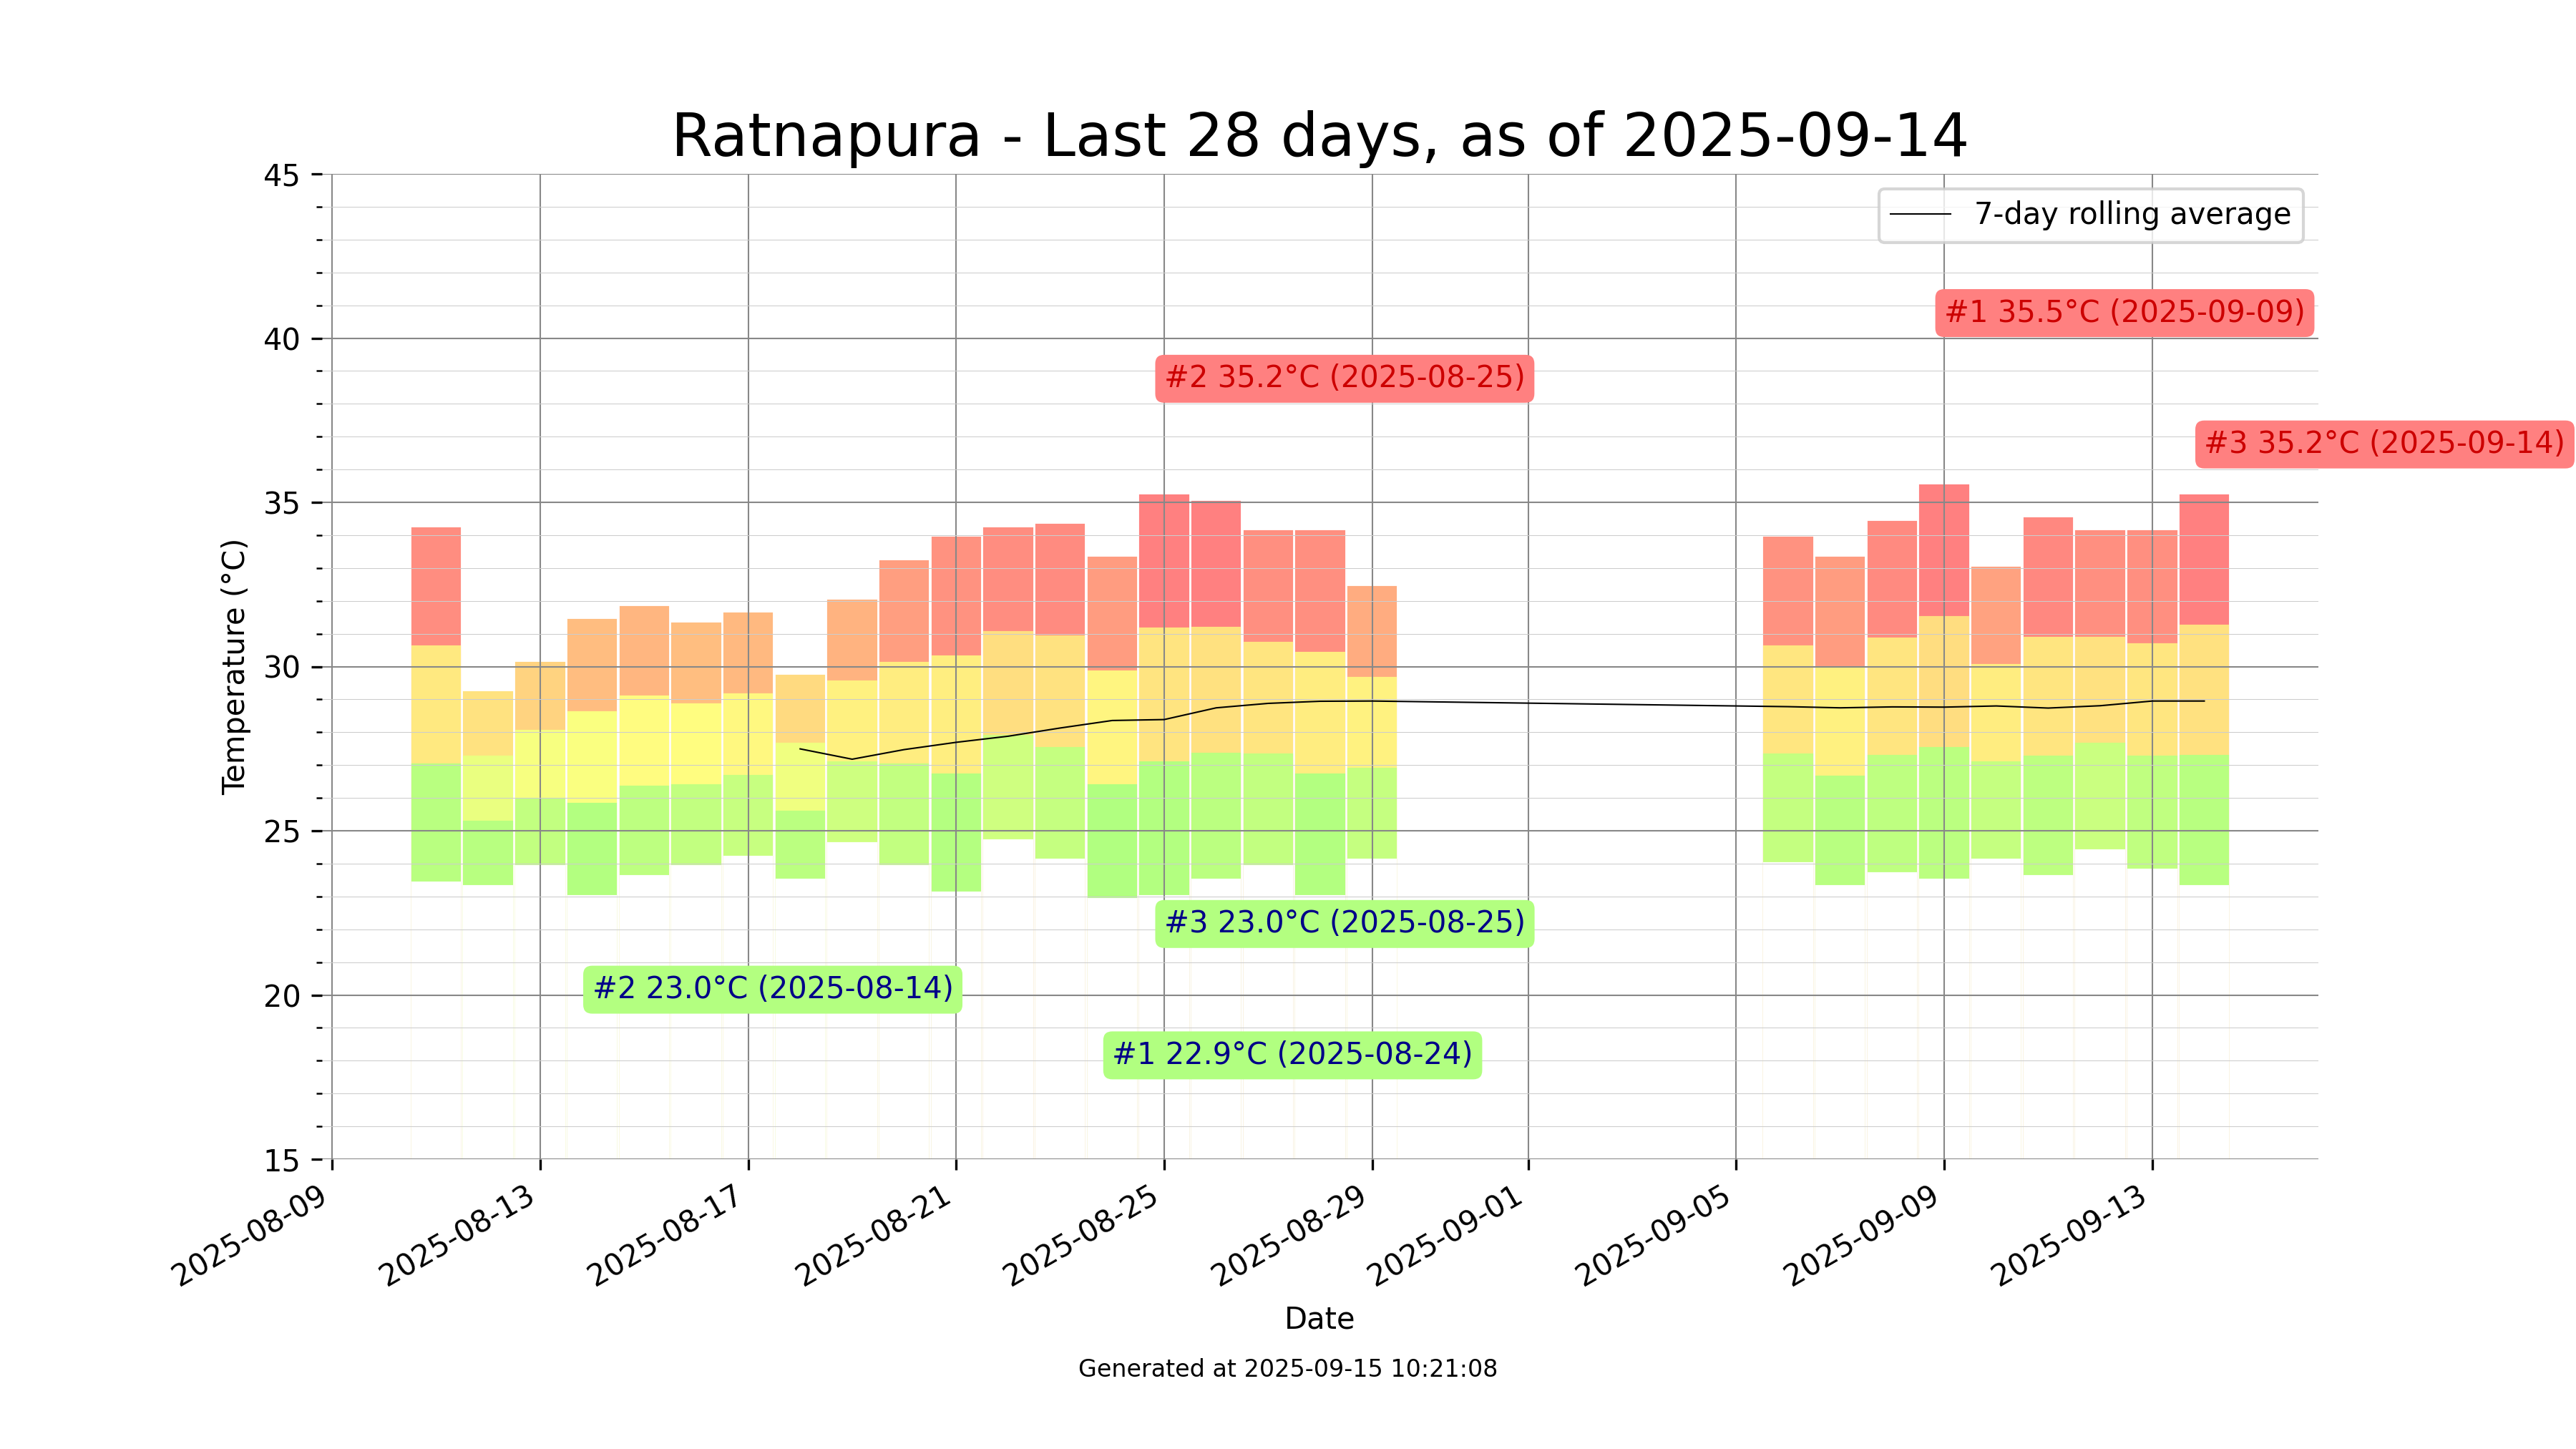 Ratnapura - Last 28 days, as of 2025-09-14
7-day rolling average
#1 35.5°C (2025-09-09)
#2 35.2°C (2025-08-25)
#3 35.2°C (2025-09-14)
#3 23.0°C (2025-08-25)
#2 23.0°C (2025-08-14)
#1 22.9°C (2025-08-24)
Temperature (°C)
45
40
35
30
25
20
15
2025-08-09
2025-08-13
2025-08-17
2025-08-21
2025-08-25
2025-08-29
2025-09-01
2025-09-05
2025-09-09
2025-09-13
Date
Generated at 2025-09-15 10:21:08